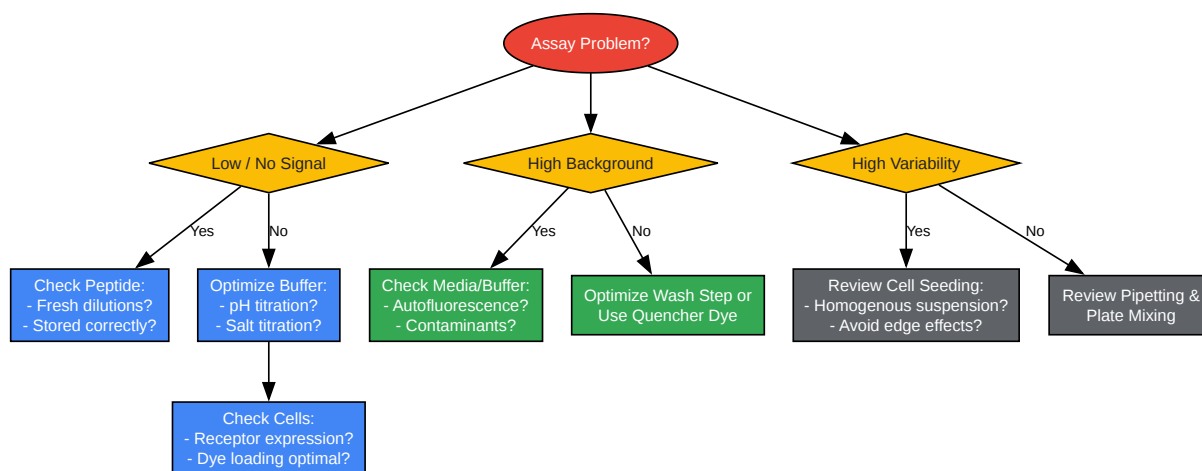 Assay Problem?
Low / No Signal
High Background
High Variability
Yes
No
Yes
No
Yes
No
Check Peptide:
- Fresh dilutions?
- Stored correctly?
Optimize Buffer:
- pH titration?
- Salt titration?
Check Media/Buffer:
- Autofluorescence?
- Contaminants?
Optimize Wash Step or
Use Quencher Dye
Review Cell Seeding:
- Homogenous suspension?
- Avoid edge effects?
Review Pipetting &
Plate Mixing
Check Cells:
- Receptor expression?
- Dye loading optimal?